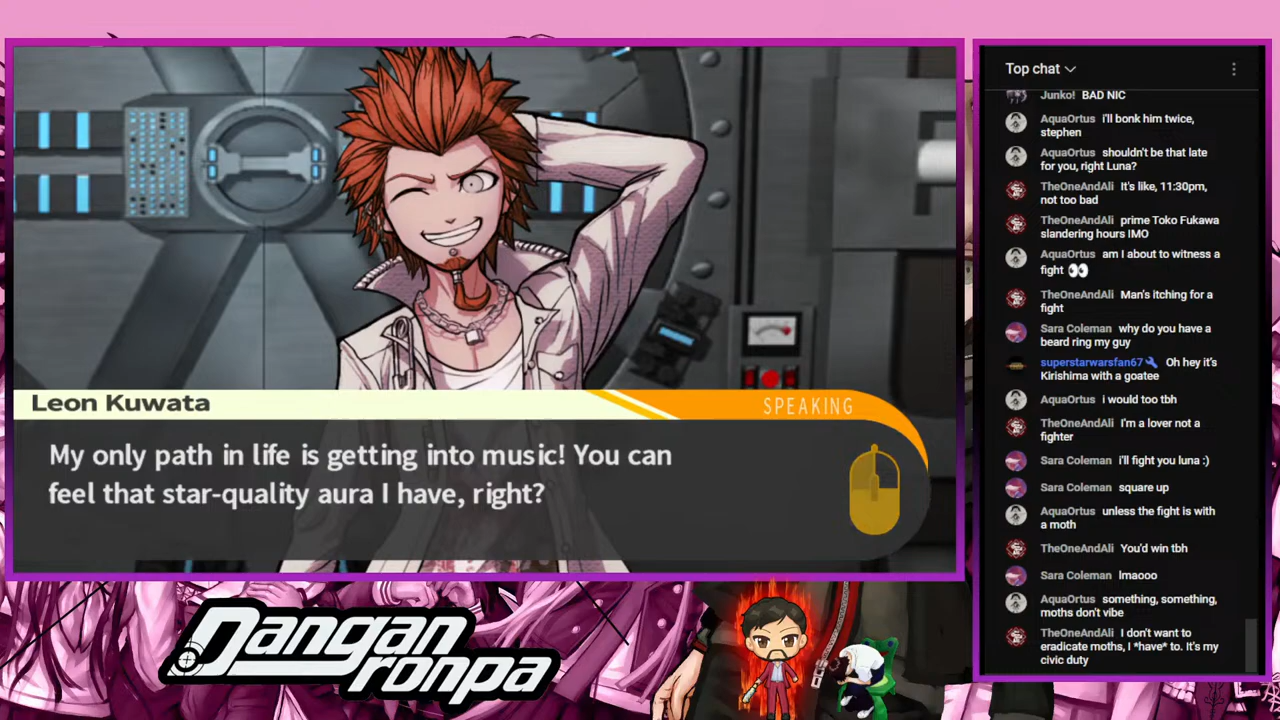 Leon Kuwata
SPEAKING
My only path in life is getting into music! You can
feel that star-quality aura I have, right?
Dangan
ronpa
Top chat
Junko! BAD NIC
AquaOrtus i'll bonk him twice,
stephen
AquaOrtus shouldn't be that late
for you, right Luna?
TheOneAndAli It's like, 11:30pm,
not too bad
TheOneAndAli prime Toko Fukawa
slandering hours IMO
AquaOrtus am I about to witness a
fight 👀
TheOneAndAli Man's itching for a
fight
Sara Coleman why do you have a
beard ring my guy
superstarwarsfan67🔧 Oh hey it's
Kirishima with a goatee
AquaOrtus i would too tbh
TheOneAndAli I'm a lover not a
fighter
Sara Coleman i'll fight you luna :)
Sara Coleman square up
AquaOrtus unless the fight is with
a moth
TheOneAndAli You'd win tbh
Sara Coleman lmaooo
AquaOrtus something, something,
moths don't vibe
TheOneAndAli I don't want to
eradicate moths, I *have* to. It's my
civic duty